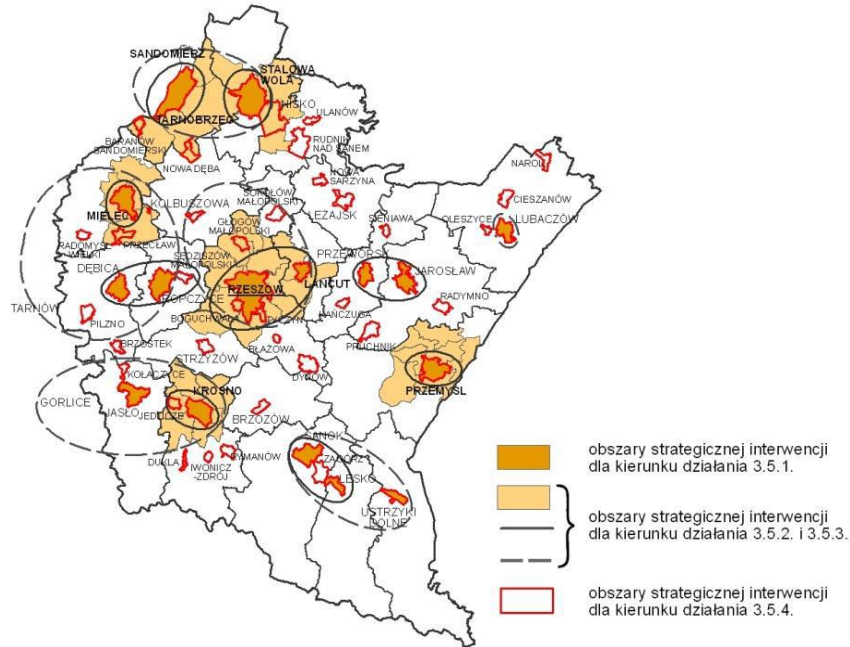 SANDOMIERZ
STALOWA
WOLA
NISKO
TARNOBRZEG
ULANÓW
RUDNIK
NAD SANEM
BARANÓW
SANDOMIERSKI
NOWA DĘBA
NAROL
NOWA
SARZYNA
CIESZANÓW
KOLBUSZOWA
SOKOŁÓW
MAŁOPOLSKI
LEŻAJSK
SIENIAWA
OLESZYCE
LUBACZÓW
MIELEC
GŁOGÓW
MAŁOPOLSKI
RADOMYŚL
WIELKI
PRZECŁAW
SĘDZISZÓW
MAŁOPOLSKI
PRZEWORSK
DĘBICA
JAROSŁAW
RZESZÓW
ŁAŃCUT
ROPCZYCE
TARNÓW
RADYMNO
PILZNO
BOGUCHWAŁA
TYCZYN
KAŃCZUGA
BRZOSTEK
STRZYŻÓW
BŁAŻOWA
PRUCHNIK
KOŁACZYCE
DYNÓW
PRZEMYŚL
GORLICE
KROSNO
JASŁO
JEDLICZE
BRZOZÓW
SANOK
DUKLA
RYMANÓW
IWONICZ
-ZDRÓJ
ZAGÓRZ
LESKO
USTRZYKI
DOLNE
obszary strategicznej interwencji
dla kierunku działania 3.5.1.
obszary strategicznej interwencji
dla kierunku działania 3.5.2. i 3.5.3.
obszary strategicznej interwencji
dla kierunku działania 3.5.4.